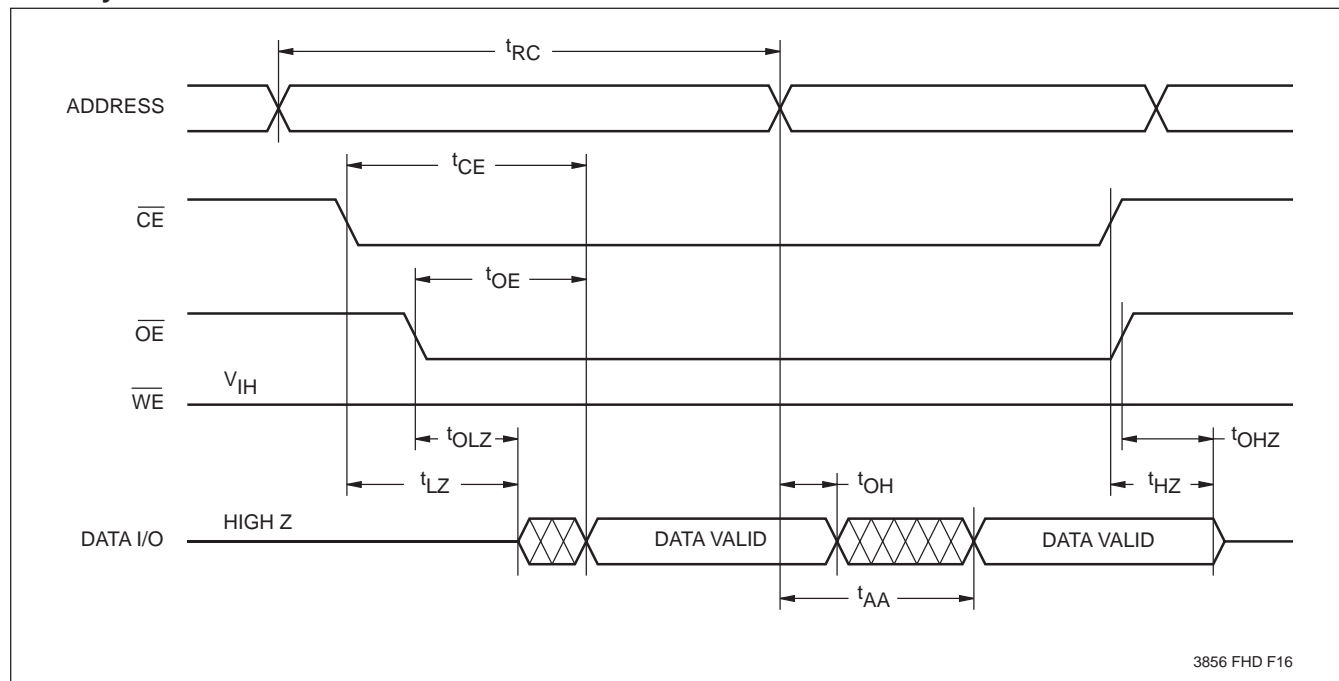 tRC
ADDRESS
tCE
CE
tOE
OE
VIH
WE
tOLZ
tOHZ
tLZ
tOH
tHZ
HIGH Z
DATA I/O
DATA VALID
DATA VALID
tAA
3856 FHD F16